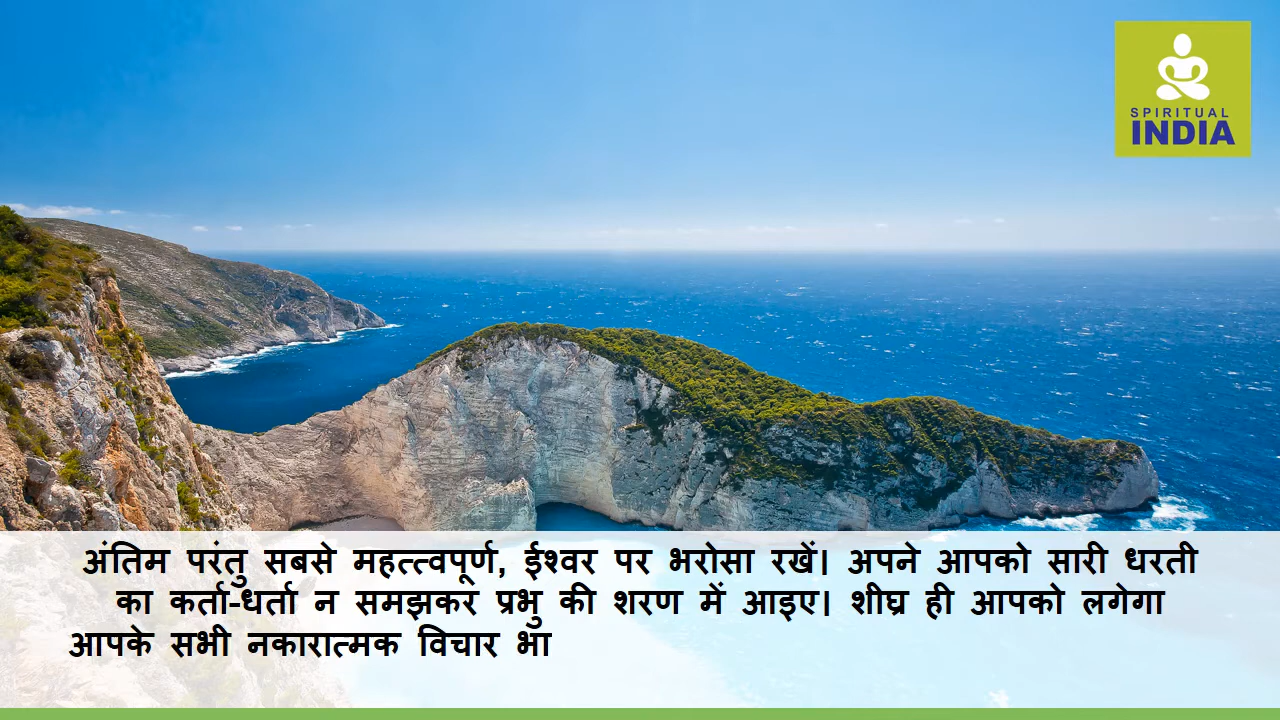 SPIRITUAL
INDIA
अंतिम परंतु सबसे महत्त्वपूर्ण, ईश्वर पर भरोसा रखें। अपने आपको सारी धरती
का कर्ता-धर्ता न समझकर प्रभु की शरण में आइए। शीघ्र ही आपको लगेगा
आपके सभी नकारात्मक विचार भा